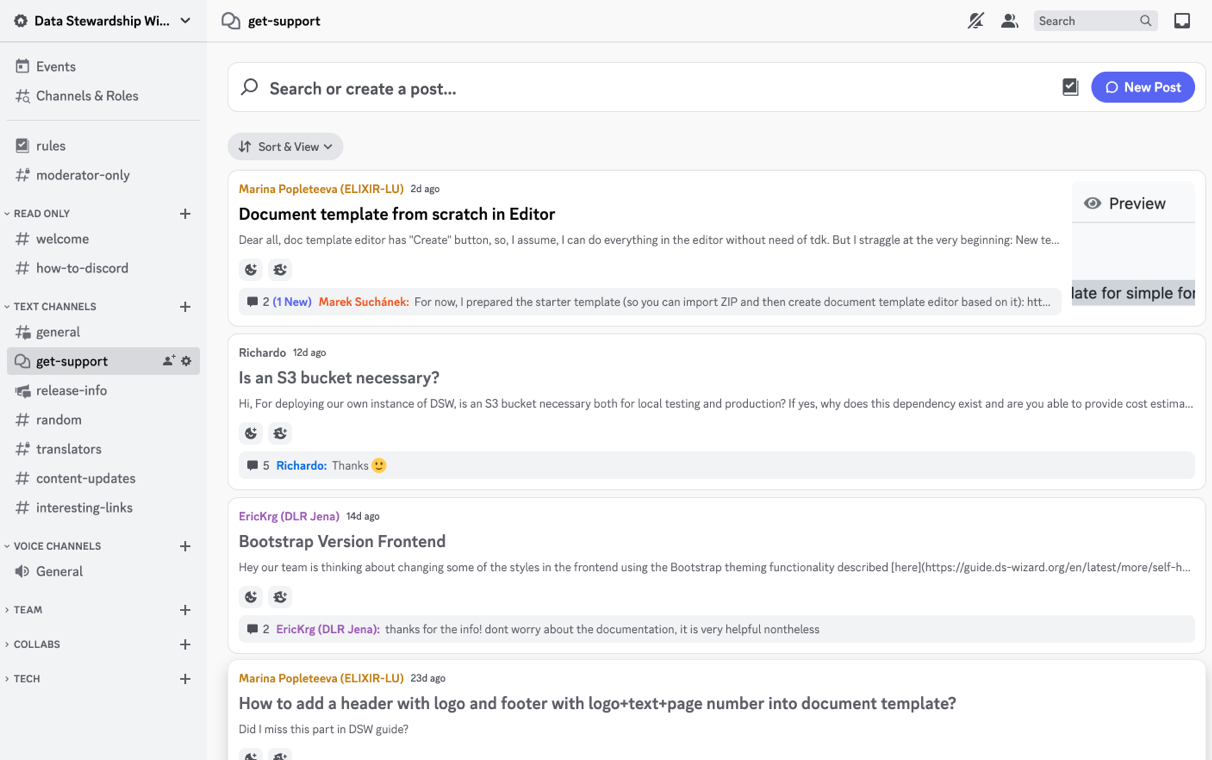 Data Stewardship Wi...
get-support
Search
Events
Channels & Roles
rules
moderator-only
READ ONLY
welcome
how-to-discord
TEXT CHANNELS
general
get-support
release-info
random
translators
content-updates
interesting-links
VOICE CHANNELS
General
TEAM
COLLABS
TECH
Search or create a post...
New Post
Sort & View
Marina Popleteeva (ELIXIR-LU) 2d ago
Document template from scratch in Editor
Dear all, doc template editor has "Create" button, so, I assume, I can do everything in the editor without need of tdk. But I straggle at the very beginning: New te...
2 (1 New) Marek Suchánek: For now, I prepared the starter template (so you can import ZIP and then create document template editor based on it): htt...
Preview
late for simple for
Richardo 12d ago
Is an S3 bucket necessary?
Hi, For deploying our own instance of DSW, is an S3 bucket necessary both for local testing and production? If yes, why does this dependency exist and are you able to provide cost estima...
5 Richardo: Thanks 🙂
EricKrg (DLR Jena) 14d ago
Bootstrap Version Frontend
Hey our team is thinking about changing some of the styles in the frontend using the Bootstrap theming functionality described [here](https://guide.ds-wizard.org/en/latest/more/self-h...
2 EricKrg (DLR Jena): thanks for the info! dont worry about the documentation, it is very helpful nontheless
Marina Popleteeva (ELIXIR-LU) 23d ago
How to add a header with logo and footer with logo+text+page number into document template?
Did I miss this part in DSW guide?